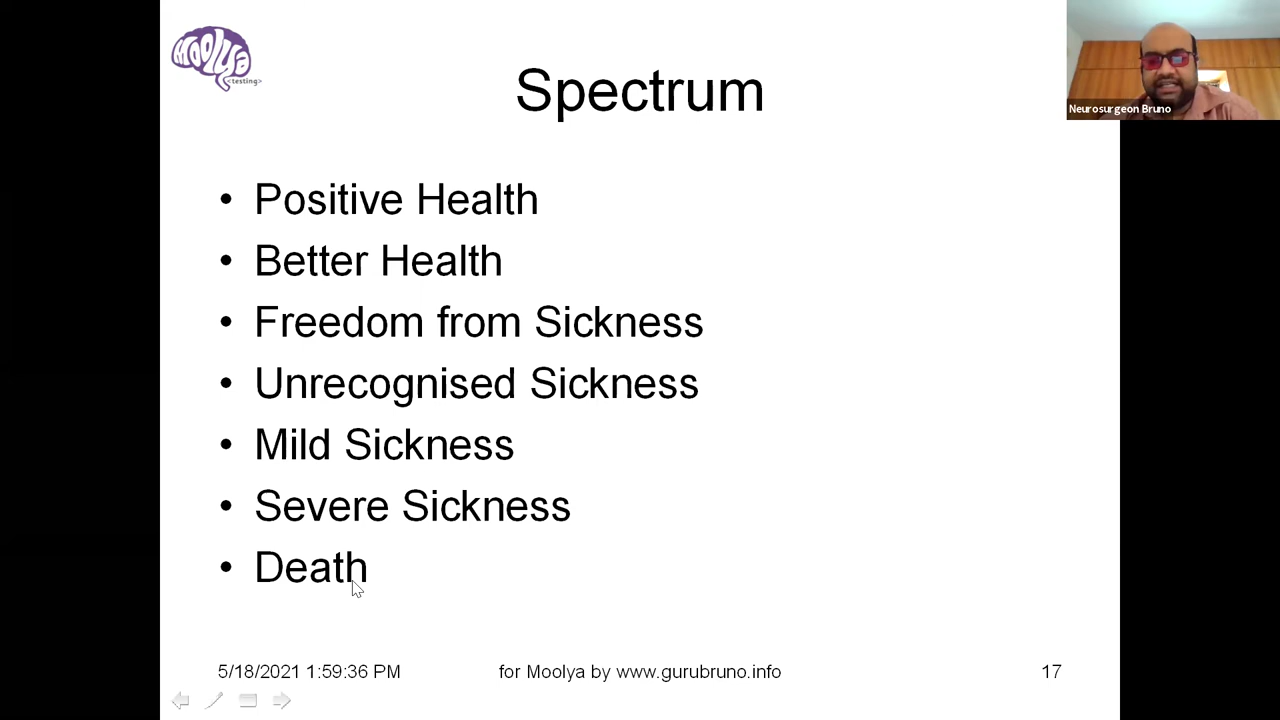 Moolya
<testing>
Spectrum
Neurosurgeon Bruno
• Positive Health
• Better Health
• Freedom from Sickness
• Unrecognised Sickness
• Mild Sickness
• Severe Sickness
• Death
5/18/2021 1:59:36 PM for Moolya by www.gurubruno.info 17